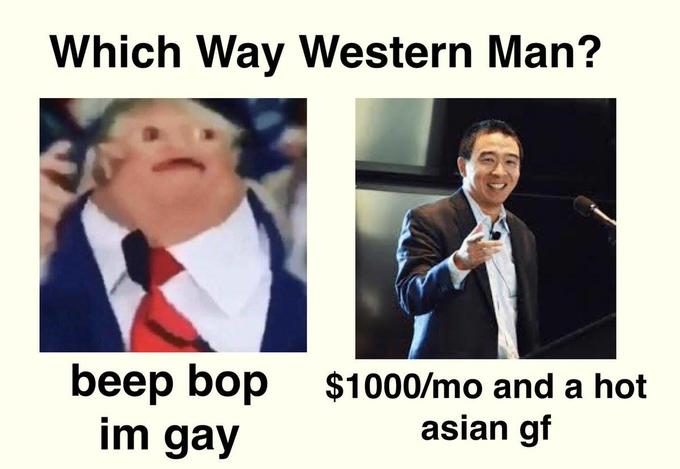 Which Way Western Man?
beep bop
im gay
$1000/mo and a hot
asian gf